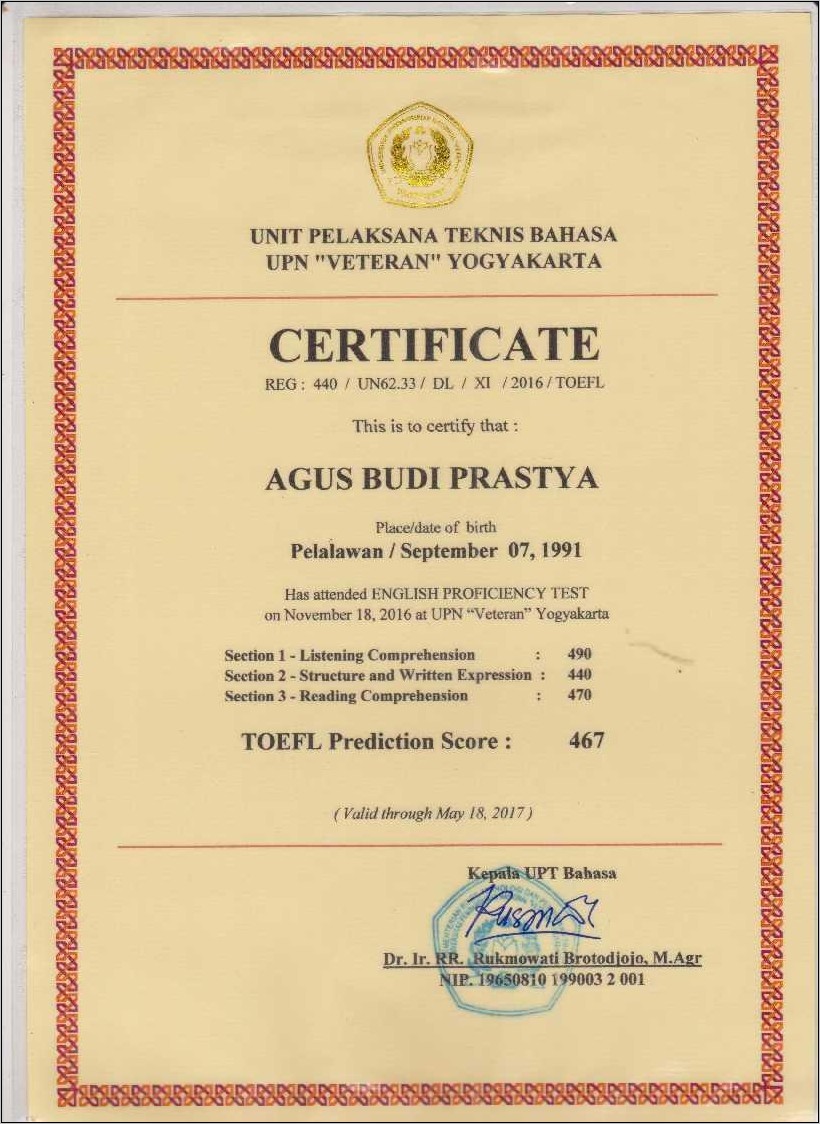 UNIT PELAKSANA TEKNIS BAHASA
UPN "VETERAN" YOGYAKARTA
CERTIFICATE
REG : 440 / UN62.33 / DL / XI / 2016 / TOEFL
This is to certify that :
AGUS BUDI PRASTYA
Place/date of birth
Pelalawan / September 07, 1991
Has attended ENGLISH PROFICIENCY TEST
on November 18, 2016 at UPN “Veteran” Yogyakarta
Section 1 - Listening Comprehension : 490
Section 2 - Structure and Written Expression : 440
Section 3 - Reading Comprehension : 470
TOEFL Prediction Score : 467
( Valid through May 18, 2017 )
Kepala UPT Bahasa
Dr. Ir. RR. Rukmowati Brotodjojo, M.Agr
NIP. 19650810 199003 2 001